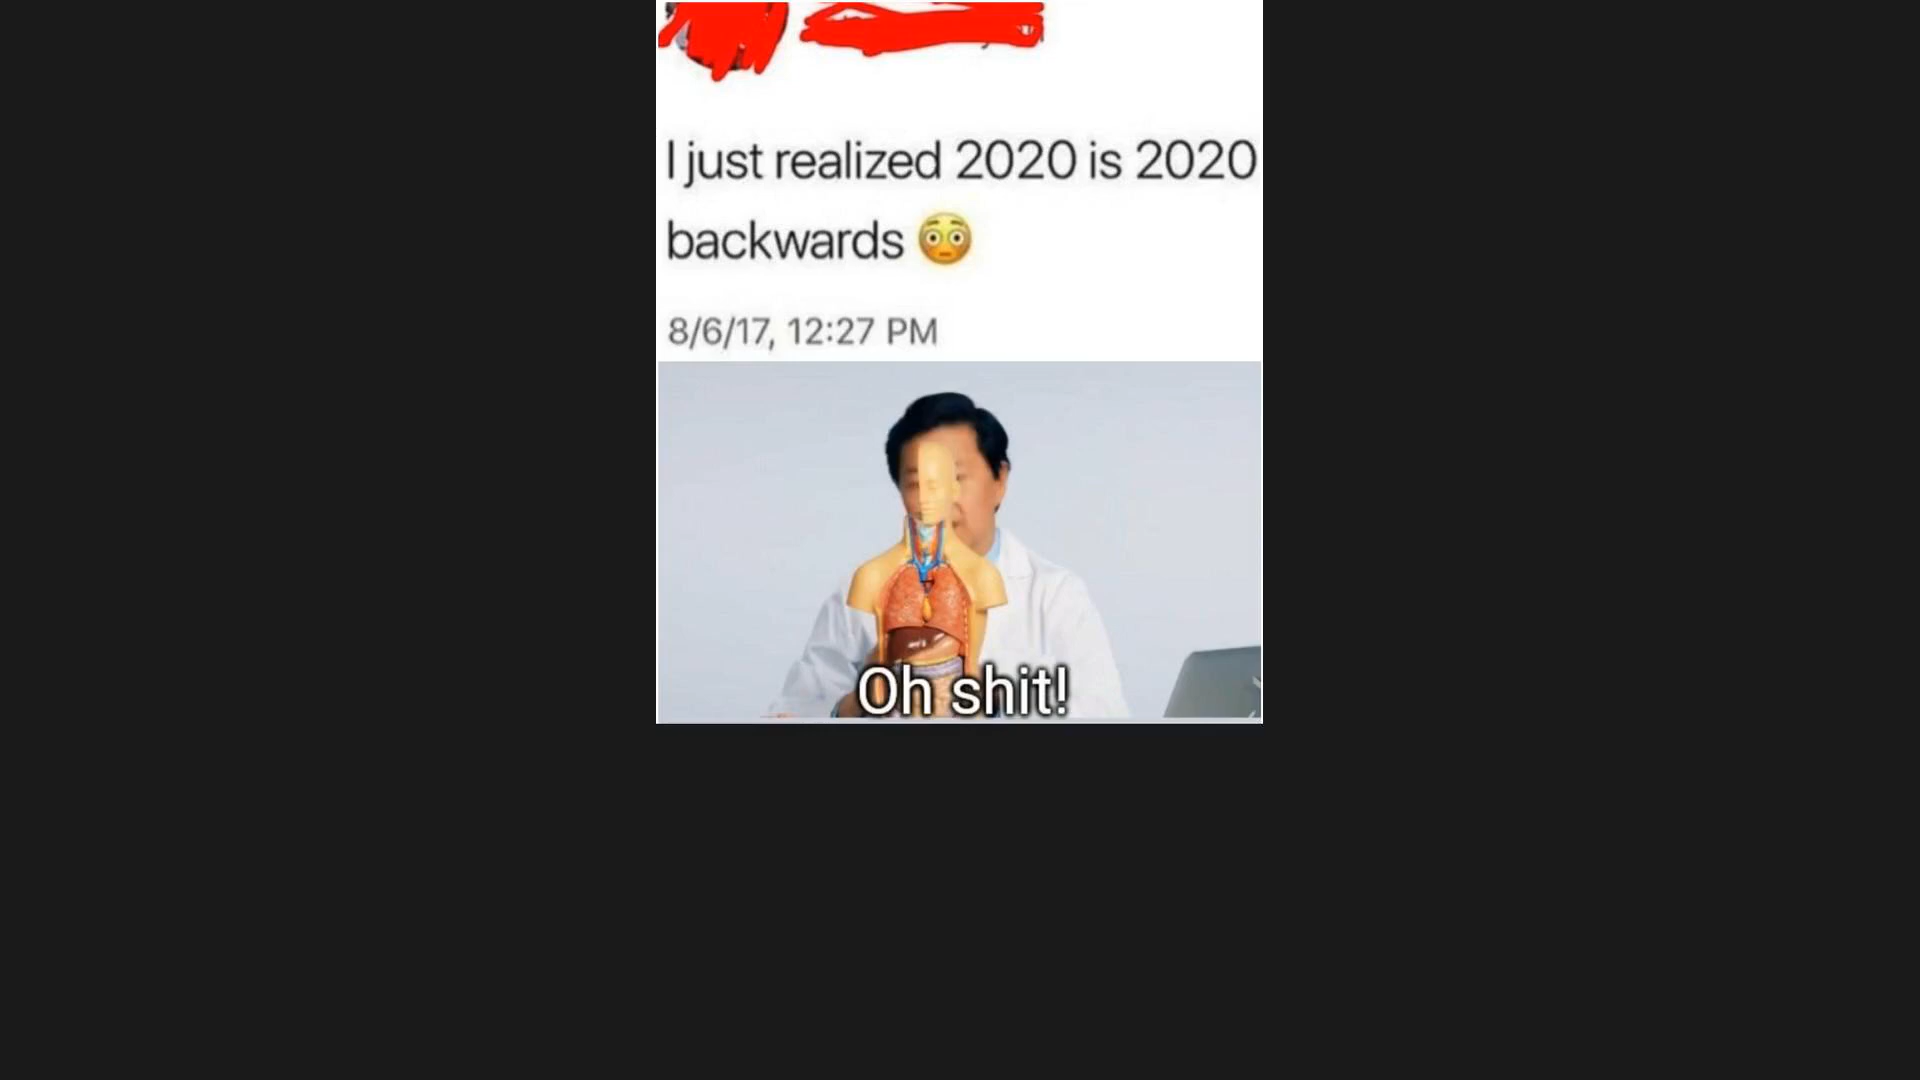 I just realized 2020 is 2020
backwards 😳
8/6/17, 12:27 PM
Oh shit!